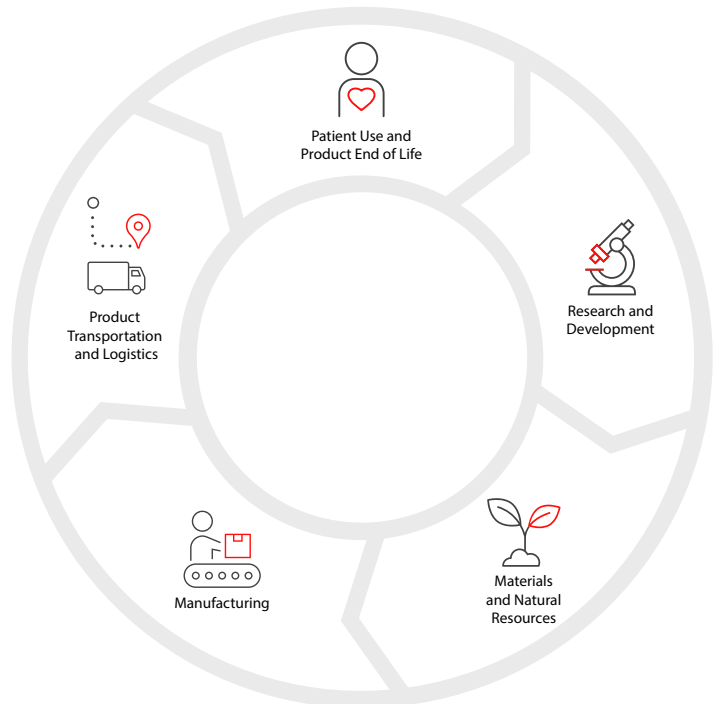 Patient Use and
Product End of Life
Research and
Development
Materials
and Natural
Resources
Manufacturing
Product
Transportation
and Logistics